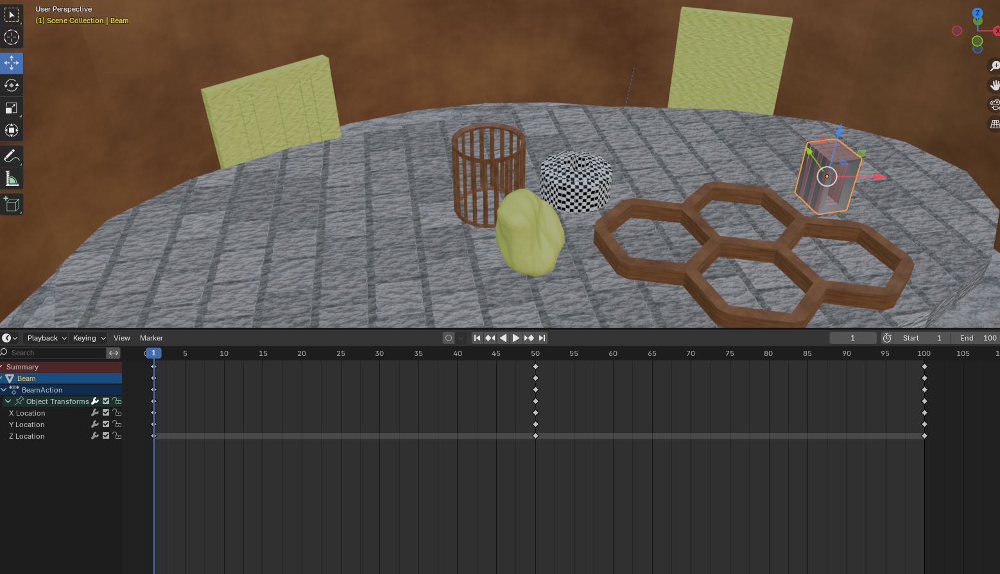 User Perspective
(1) Scene Collection | Beam
Z
X
Playback Keying View Marker 1 Start 1 End 100
Search 1 5 10 15 20 25 30 35 40 45 50 55 60 65 70 75 80 85 90 95 100 105
Summary
Beam
BeamAction
Object Transforms
X Location
Y Location
Z Location